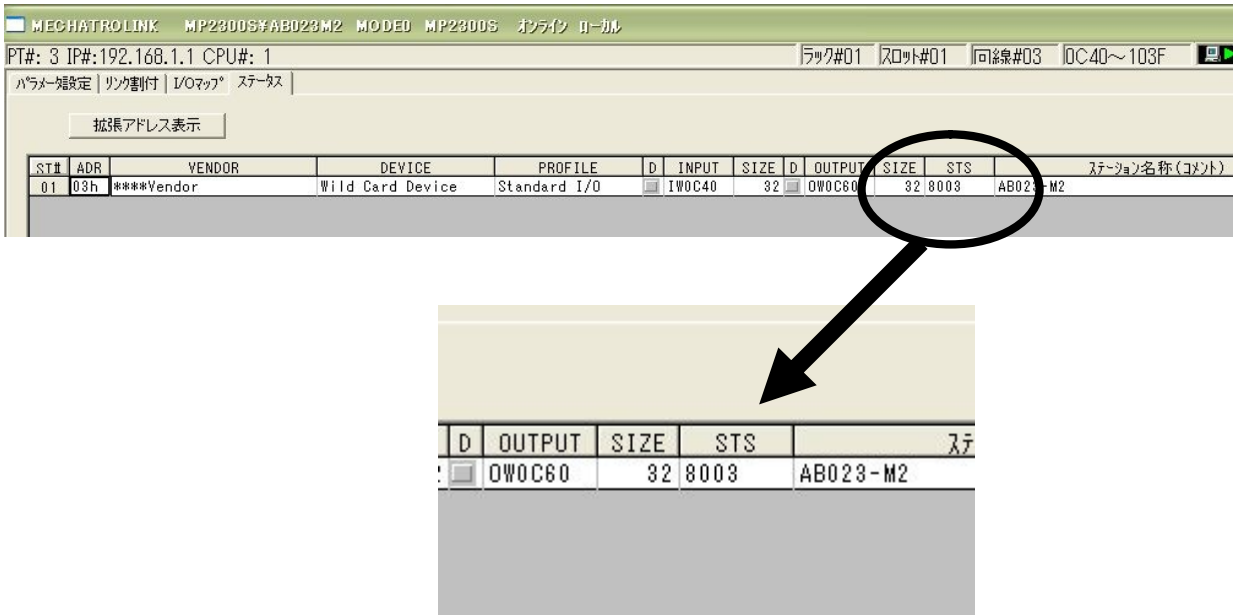 MECHATROLINK MP2300S¥AB023M2 MODE0 MP2300S オンライン ローカル
PT#: 3 IP#:192.168.1.1 CPU#: 1 ラック#01 スロット#01 回線#03 0C40～103F
パラメータ設定 リンク割付 I/Oマップ ステータス
拡張アドレス表示
ST# ADR VENDOR DEVICE PROFILE D INPUT SIZE D OUTPUT SIZE STS ステーション名称(コメント)
01 03h ****Vendor Wild Card Device Standard I/O IW0C40 32 OW0C60 32 8003 AB023-M2
D OUTPUT SIZE STS ステ
OW0C60 32 8003 AB023-M2